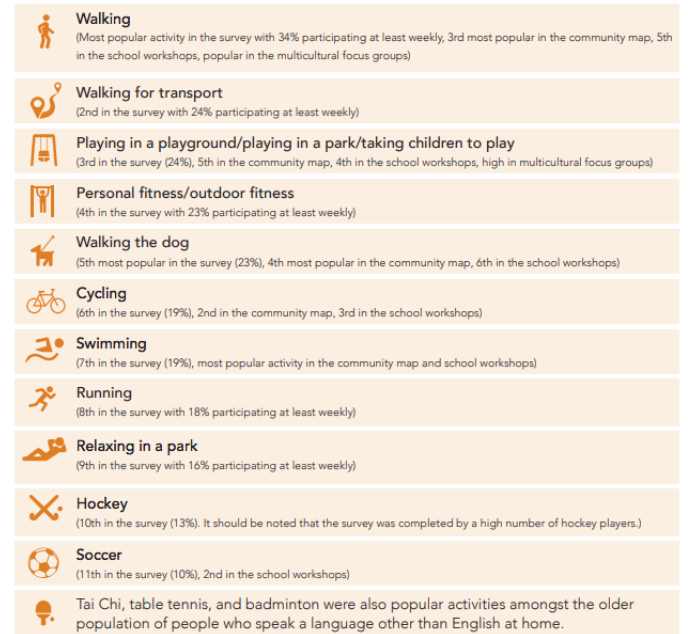 Walking
(Most popular activity in the survey with 34% participating at least weekly, 3rd most popular in the community map, 5th
in the school workshops, popular in the multicultural focus groups)
Walking for transport
(2nd in the survey with 24% participating at least weekly)
Playing in a playground/playing in a park/taking children to play
(3rd in the survey (24%), 5th in the community map, 4th in the school workshops, high in multicultural focus groups)
Personal fitness/outdoor fitness
(4th in the survey with 23% participating at least weekly)
Walking the dog
(5th most popular in the survey (23%), 4th most popular in the community map, 6th in the school workshops)
Cycling
(6th in the survey (19%), 2nd in the community map, 3rd in the school workshops)
Swimming
(7th in the survey (19%), most popular activity in the community map and school workshops)
Running
(8th in the survey with 18% participating at least weekly)
Relaxing in a park
(9th in the survey with 16% participating at least weekly)
Hockey
(10th in the survey (13%). It should be noted that the survey was completed by a high number of hockey players.)
Soccer
(11th in the survey (10%), 2nd in the school workshops)
Tai Chi, table tennis, and badminton were also popular activities amongst the older
population of people who speak a language other than English at home.